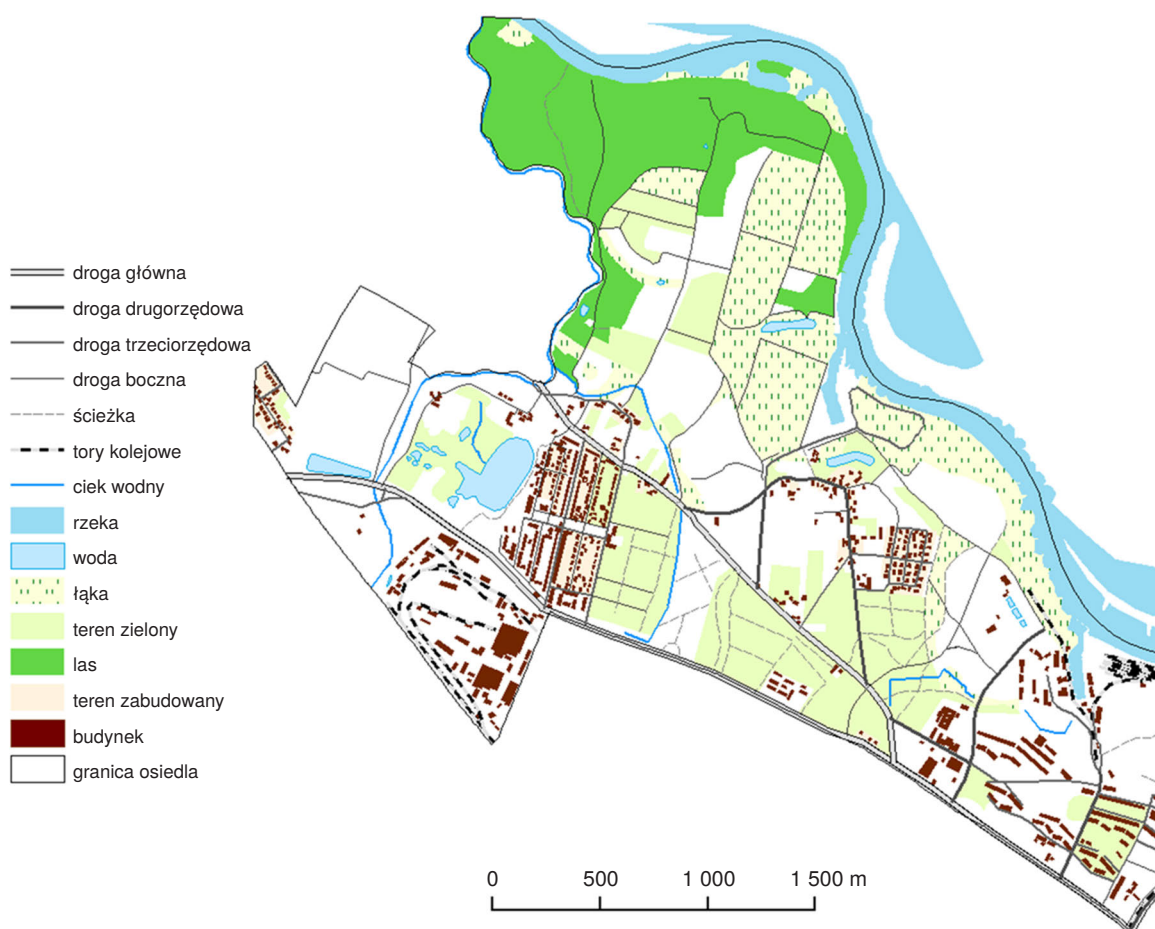 droga główna
droga drugorzędowa
droga trzeciorzędowa
droga boczna
ścieżka
tory kolejowe
ciek wodny
rzeka
woda
łąka
teren zielony
las
teren zabudowany
budynek
granica osiedla
0 500 1 000 1 500 m